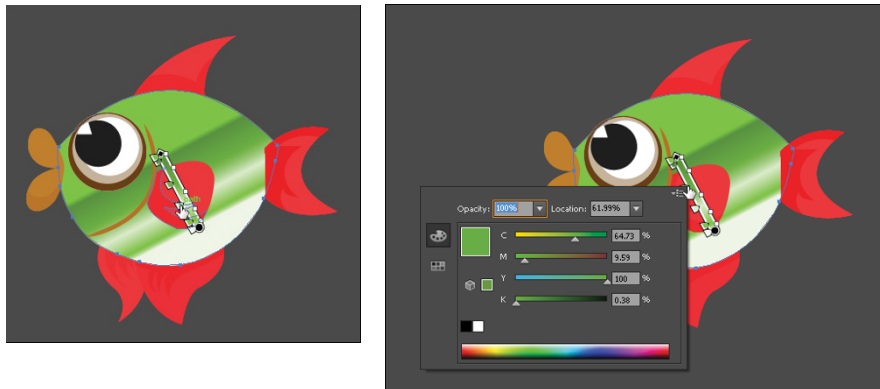 Opacity: 100% Location: 61.99%
C 64.73 %
M 9.59 %
Y 100 %
K 0.38 %